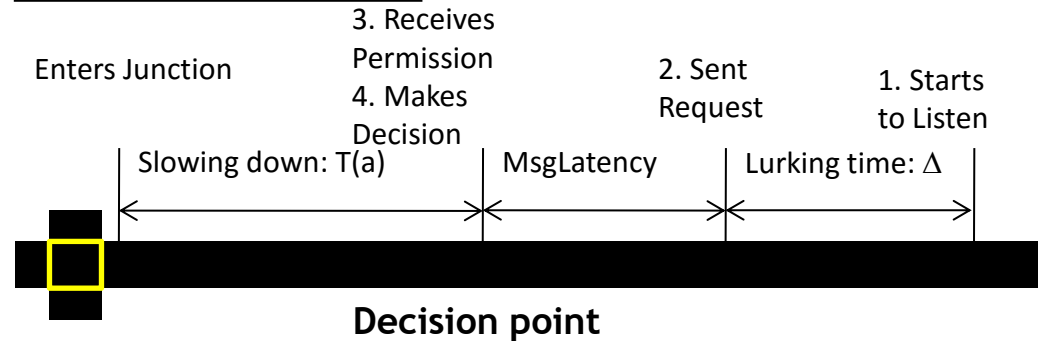 Enters Junction
3. Receives
Permission
4. Makes
Decision
2. Sent
Request
1. Starts
to Listen
Slowing down: T(a)
MsgLatency
Lurking time: Δ
Decision point